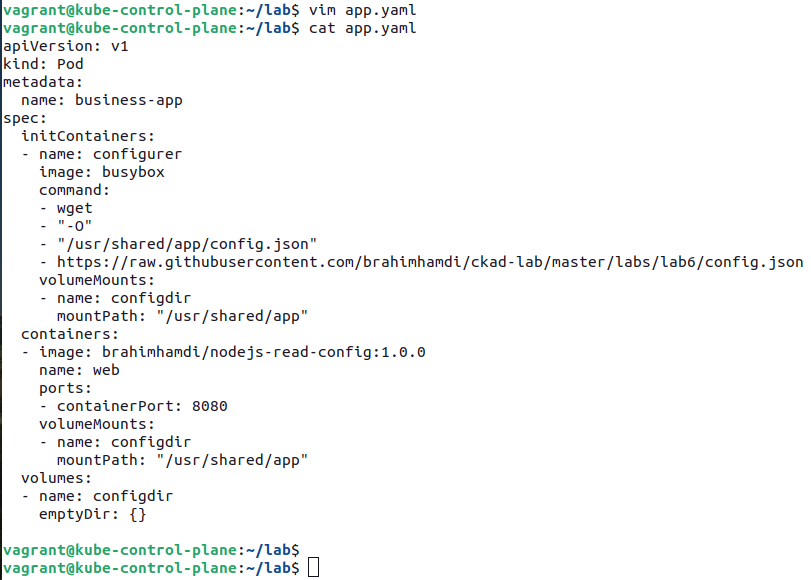 vagrant@kube-control-plane:~/lab$ vim app.yaml
vagrant@kube-control-plane:~/lab$ cat app.yaml
apiVersion: v1
kind: Pod
metadata:
  name: business-app
spec:
  initContainers:
  - name: configurer
    image: busybox
    command:
    - wget
    - "-O"
    - "/usr/shared/app/config.json"
    - https://raw.githubusercontent.com/brahimhamdi/ckad-lab/master/labs/lab6/config.json
    volumeMounts:
    - name: configdir
      mountPath: "/usr/shared/app"
  containers:
  - image: brahimhamdi/nodejs-read-config:1.0.0
    name: web
    ports:
    - containerPort: 8080
    volumeMounts:
    - name: configdir
      mountPath: "/usr/shared/app"
  volumes:
  - name: configdir
    emptyDir: {}

vagrant@kube-control-plane:~/lab$
vagrant@kube-control-plane:~/lab$